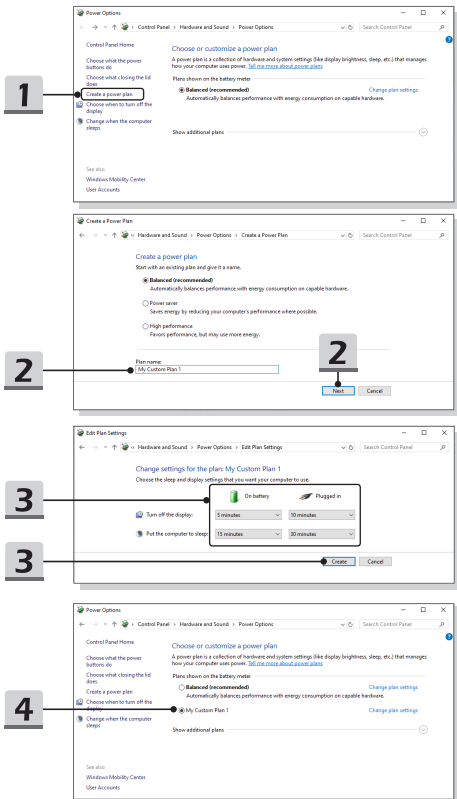 Power Options
Control Panel › Hardware and Sound › Power Options
Search Control Panel
Control Panel Home
Choose what the power
buttons do
Choose what closing the lid
does
Create a power plan
Choose when to turn off the
display
Change when the computer
sleeps
See also
Windows Mobility Center
User Accounts
Choose or customize a power plan
A power plan is a collection of hardware and system settings (like display brightness, sleep, etc.) that manages
how your computer uses power. Tell me more about power plans
Plans shown on the battery meter
Balanced (recommended) Change plan settings
Automatically balances performance with energy consumption on capable hardware.
Show additional plans
1
Create a Power Plan
« Hardware and Sound › Power Options › Create a Power Plan
Search Control Panel
Create a power plan
Start with an existing plan and give it a name.
Balanced (recommended)
Automatically balances performance with energy consumption on capable hardware.
Power saver
Saves energy by reducing your computer's performance where possible.
High performance
Favors performance, but may use more energy.
Plan name:
My Custom Plan 1
2
2
Next Cancel
Edit Plan Settings
« Hardware and Sound › Power Options › Edit Plan Settings
Search Control Panel
Change settings for the plan: My Custom Plan 1
Choose the sleep and display settings that you want your computer to use.
On battery Plugged in
Turn off the display: 5 minutes 10 minutes
Put the computer to sleep: 15 minutes 30 minutes
3
3
Create Cancel
Power Options
Control Panel › Hardware and Sound › Power Options
Search Control Panel
Control Panel Home
Choose what the power
buttons do
Choose what closing the lid
does
Create a power plan
Choose when to turn off the
display
Change when the computer
sleeps
See also
Windows Mobility Center
User Accounts
Choose or customize a power plan
A power plan is a collection of hardware and system settings (like display brightness, sleep, etc.) that manages
how your computer uses power. Tell me more about power plans
Plans shown on the battery meter
Balanced (recommended) Change plan settings
Automatically balances performance with energy consumption on capable hardware.
My Custom Plan 1 Change plan settings
Show additional plans
4